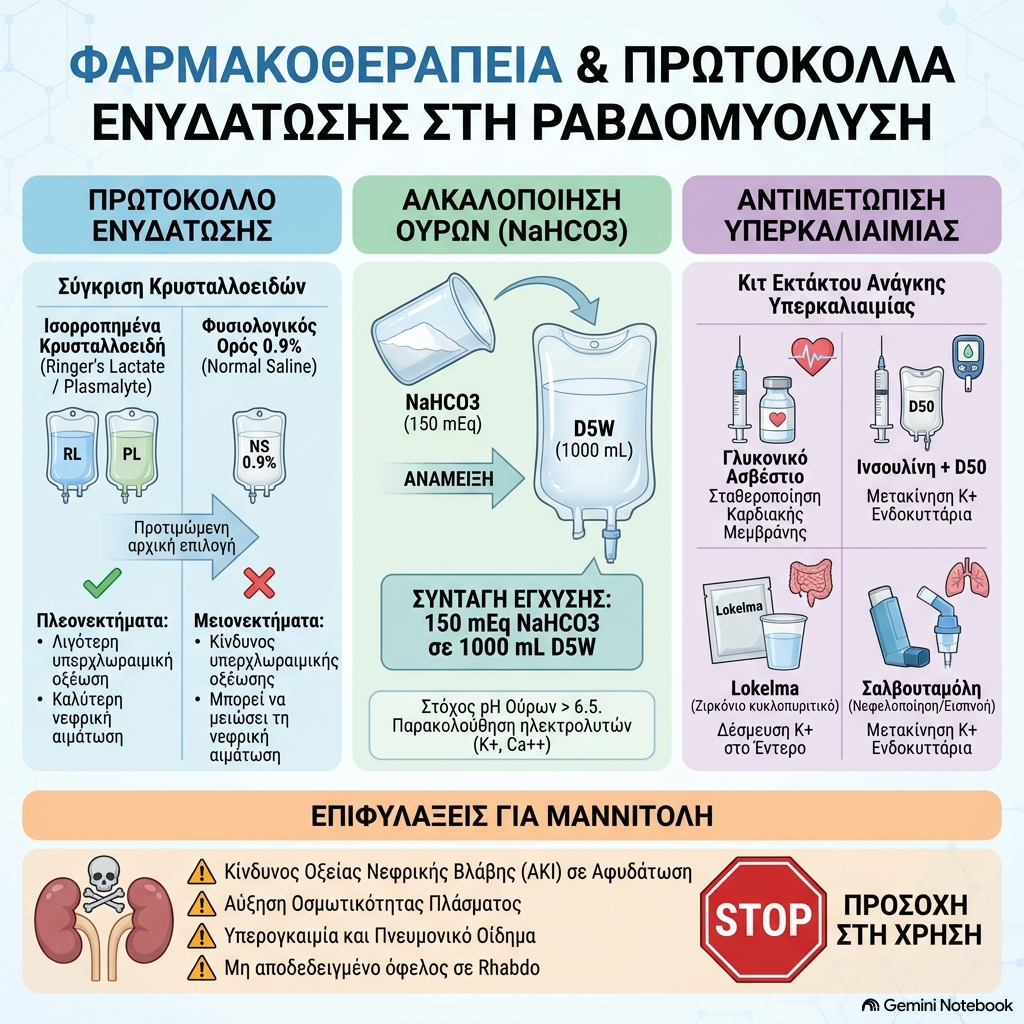 ΦΑΡΜΑΚΟΘΕΡΑΠΕΙΑ & ΠΡΩΤΟΚΟΛΛΑ
ΕΝΥΔΑΤΩΣΗΣ ΣΤΗ ΡΑΒΔΟΜΥΟΛΥΣΗ
ΠΡΩΤΟΚΟΛΛΟ
ΕΝΥΔΑΤΩΣΗΣ
Σύγκριση Κρυσταλλοειδών
Ισορροπημένα
Κρυσταλλοειδή
(Ringer's Lactate
/ Plasmalyte)
RL
PL
Φυσιολογικός
Ορός 0.9%
(Normal Saline)
NS
0.9%
Προτιμώμενη
αρχική επιλογή
Πλεονεκτήματα:
• Λιγότερη
υπερχλωραιμική
οξέωση
• Καλύτερη
νεφρική
αιμάτωση
Μειονεκτήματα:
• Κίνδυνος
υπερχλωραιμικής
οξέωσης
• Μπορεί να
μειώσει τη
νεφρική
αιμάτωση
ΑΛΚΑΛΟΠΟΙΗΣΗ
ΟΥΡΩΝ (NaHCO3)
NaHCO3
(150 mEq)
ΑΝΑΜΕΙΞΗ
D5W
(1000 mL)
ΣΥΝΤΑΓΗ ΕΓΧΥΣΗΣ:
150 mEq NaHCO3
σε 1000 mL D5W
Στόχος pH Ούρων > 6.5.
Παρακολούθηση ηλεκτρολυτών
(K+, Ca++)
ΑΝΤΙΜΕΤΩΠΙΣΗ
ΥΠΕΡΚΑΛΙΑΙΜΙΑΣ
Κιτ Εκτάκτου Ανάγκης
Υπερκαλιαιμίας
Γλυκονικό
Ασβέστιο
Σταθεροποίηση
Καρδιακής
Μεμβράνης
D50
Ινσουλίνη + D50
Μετακίνηση K+
Ενδοκυττάρια
Lokelma
Lokelma
(Ζιρκόνιο κυκλοπυριτικό)
Δέσμευση K+
στο Έντερο
Σαλβουταμόλη
(Νεφελοποίηση/Εισπνοή)
Μετακίνηση K+
Ενδοκυττάρια
ΕΠΙΦΥΛΑΞΕΙΣ ΓΙΑ ΜΑΝΝΙΤΟΛΗ
Κίνδυνος Οξείας Νεφρικής Βλάβης (AKI) σε Αφυδάτωση
Αύξηση Οσμωτικότητας Πλάσματος
Υπερογκαιμία και Πνευμονικό Οίδημα
Μη αποδεδειγμένο όφελος σε Rhabdo
STOP
ΠΡΟΣΟΧΗ
ΣΤΗ ΧΡΗΣΗ
Gemini Notebook